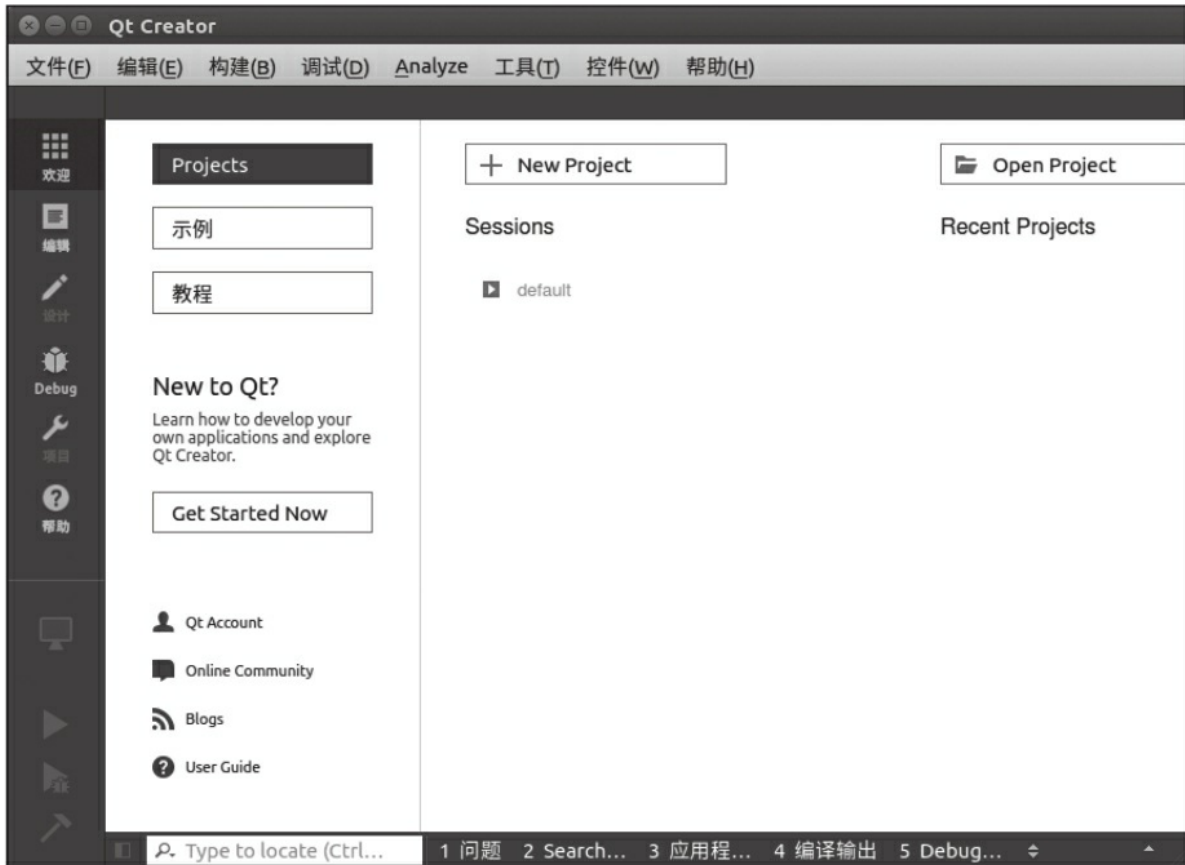 Qt Creator
文件(F) 编辑(E) 构建(B) 调试(D) Analyze 工具(T) 控件(W) 帮助(H)
欢迎
编辑
设计
Debug
项目
帮助
Projects
示例
教程
New to Qt?
Learn how to develop your
own applications and explore
Qt Creator.
Get Started Now
Qt Account
Online Community
Blogs
User Guide
New Project
Sessions
default
Open Project
Recent Projects
Type to locate (Ctrl...
1 问题 2 Search... 3 应用程... 4 编译输出 5 Debug...